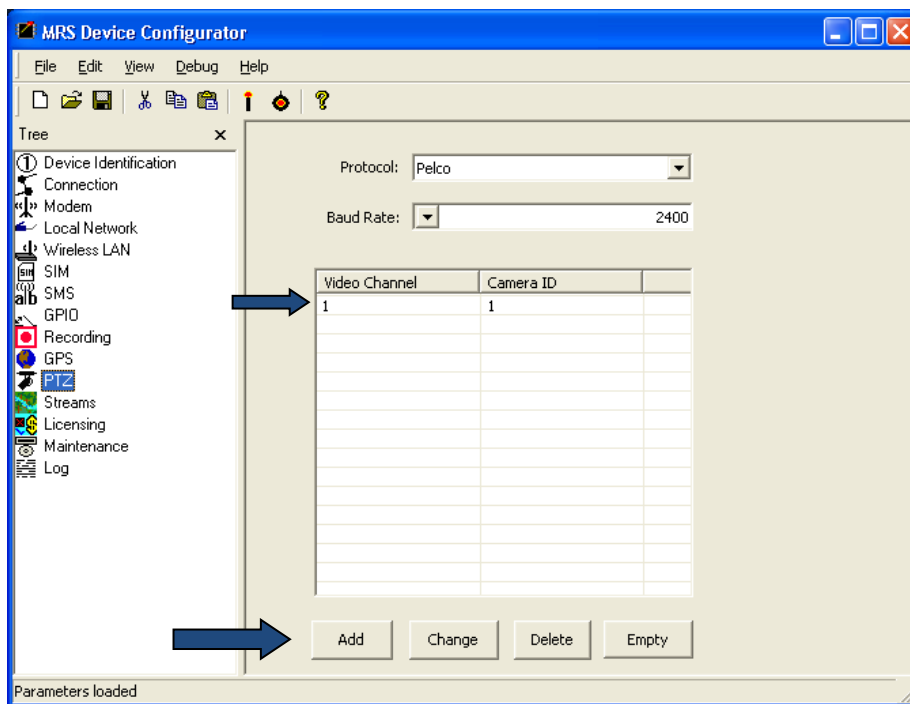 MRS Device Configurator
File Edit View Debug Help
Tree
Device Identification
Connection
Modem
Local Network
Wireless LAN
SIM
SMS
GPIO
Recording
GPS
PTZ
Streams
Licensing
Maintenance
Log
Protocol: Pelco
Baud Rate: 2400
Video Channel Camera ID
1 1
Add Change Delete Empty
Parameters loaded